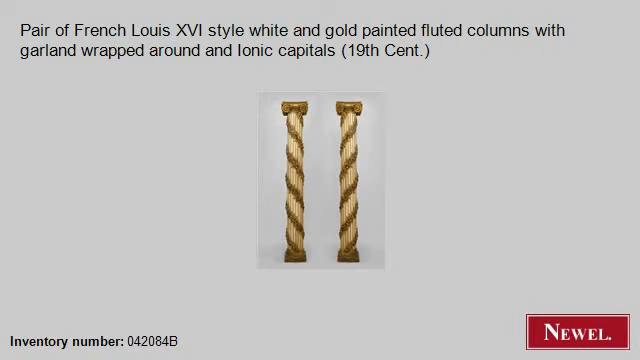 Pair of French Louis XVI style white and gold painted fluted columns with
garland wrapped around and Ionic capitals (19th Cent.)
Inventory number: 042084B
NEWEL.